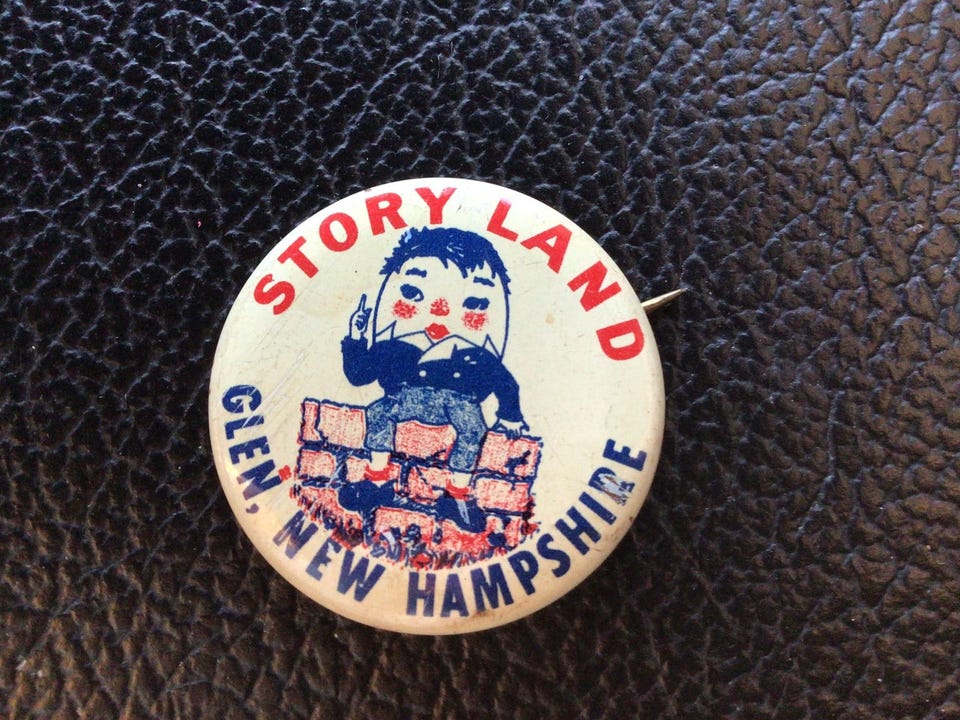 STORY LAND
GLEN, NEW HAMPSHIRE